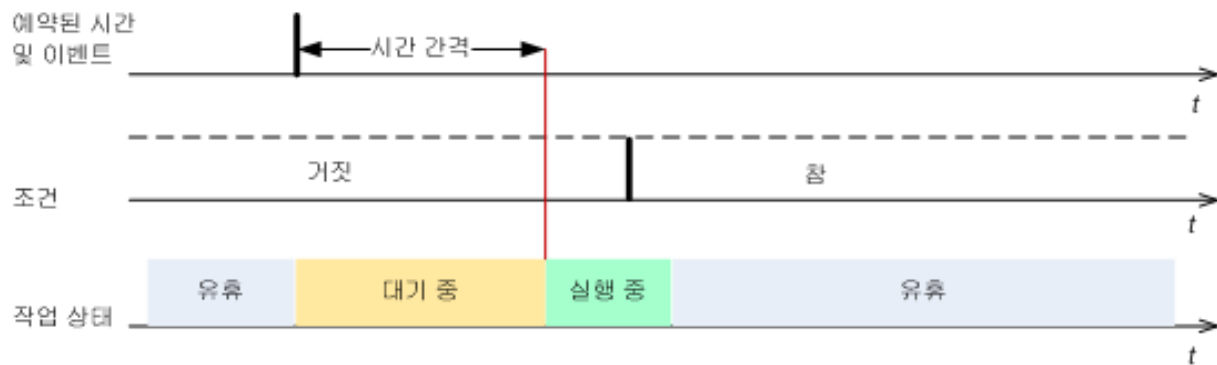 예약된 시간
및 이벤트
시간 간격
t
거짓
참
조건
t
유휴
대기 중
실행 중
유휴
작업 상태
t